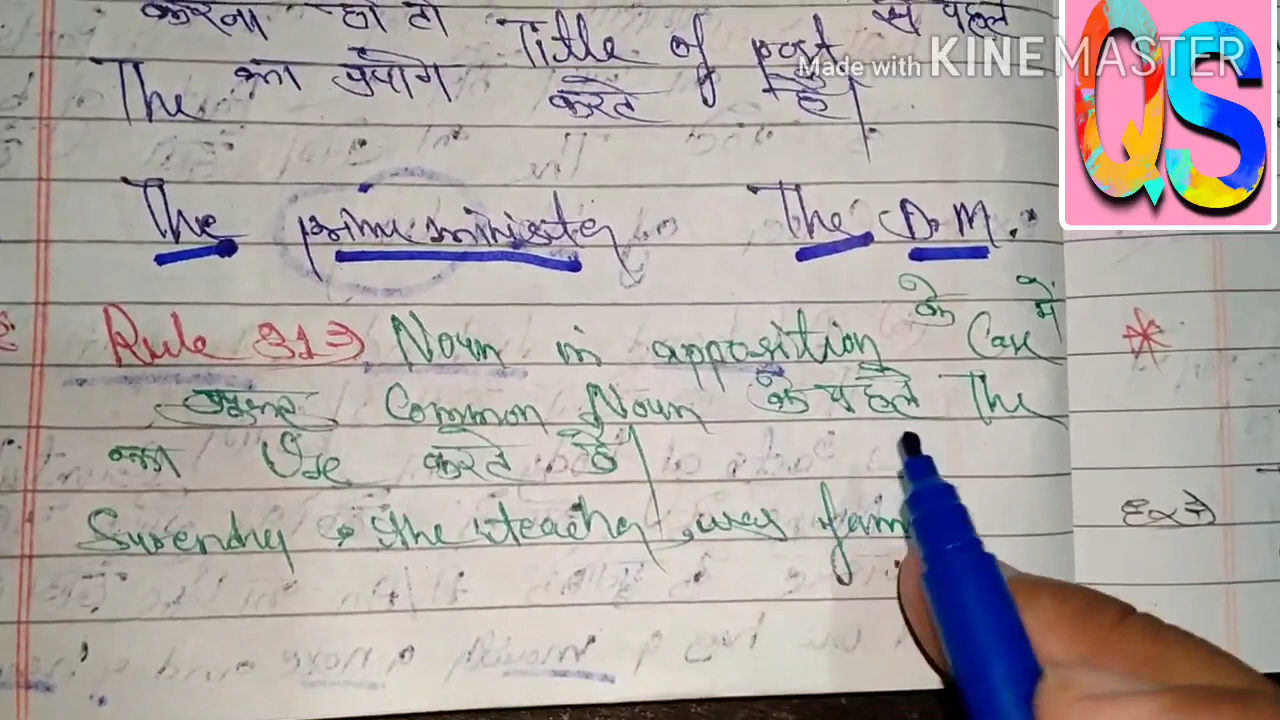 करना हो तो Title of post से पहले
The का प्रयोग करते है।
Made with KINEMASTER
QS
The prime minister The D.M.
Rule 31→ Noun in apposition के Case में
Common Noun के पहले The
का Use करते है।
Surendra, the teacher, was fam
Ex→